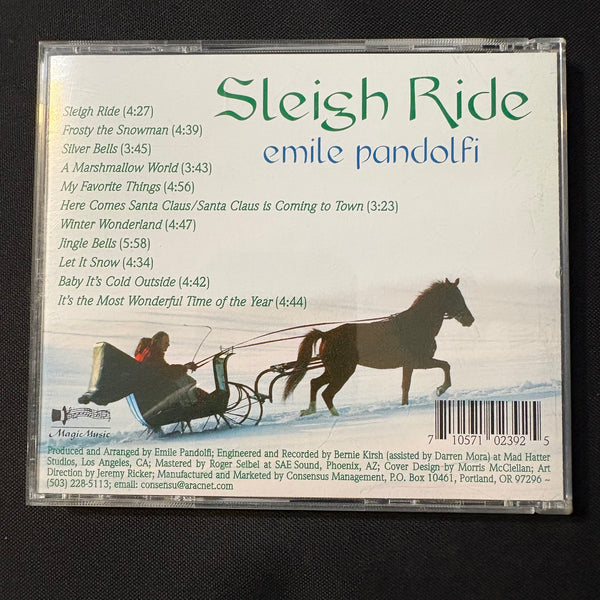 Sleigh Ride
emile pandolfi
Sleigh Ride (4:27)
Frosty the Snowman (4:39)
Silver Bells (3:45)
A Marshmallow World (3:43)
My Favorite Things (4:56)
Here Comes Santa Claus/Santa Claus is Coming to Town (3:23)
Winter Wonderland (4:47)
Jingle Bells (5:58)
Let It Snow (4:34)
Baby It's Cold Outside (4:42)
It's the Most Wonderful Time of the Year (4:44)
MagicMusic
7 10571 02392 5
Produced and Arranged by Emile Pandolfi; Engineered and Recorded by Bernie Kirsh (assisted by Darren Mora) at Mad Hatter
Studios, Los Angeles, CA; Mastered by Roger Seibel at SAE Sound, Phoenix, AZ; Cover Design by Morris McClellan; Art
Direction by Jeremy Ricker; Manufactured and Marketed by Consensus Management, P.O. Box 10461, Portland, OR 97296 ~
(503) 228-5113; email: consensu@aracnet.com